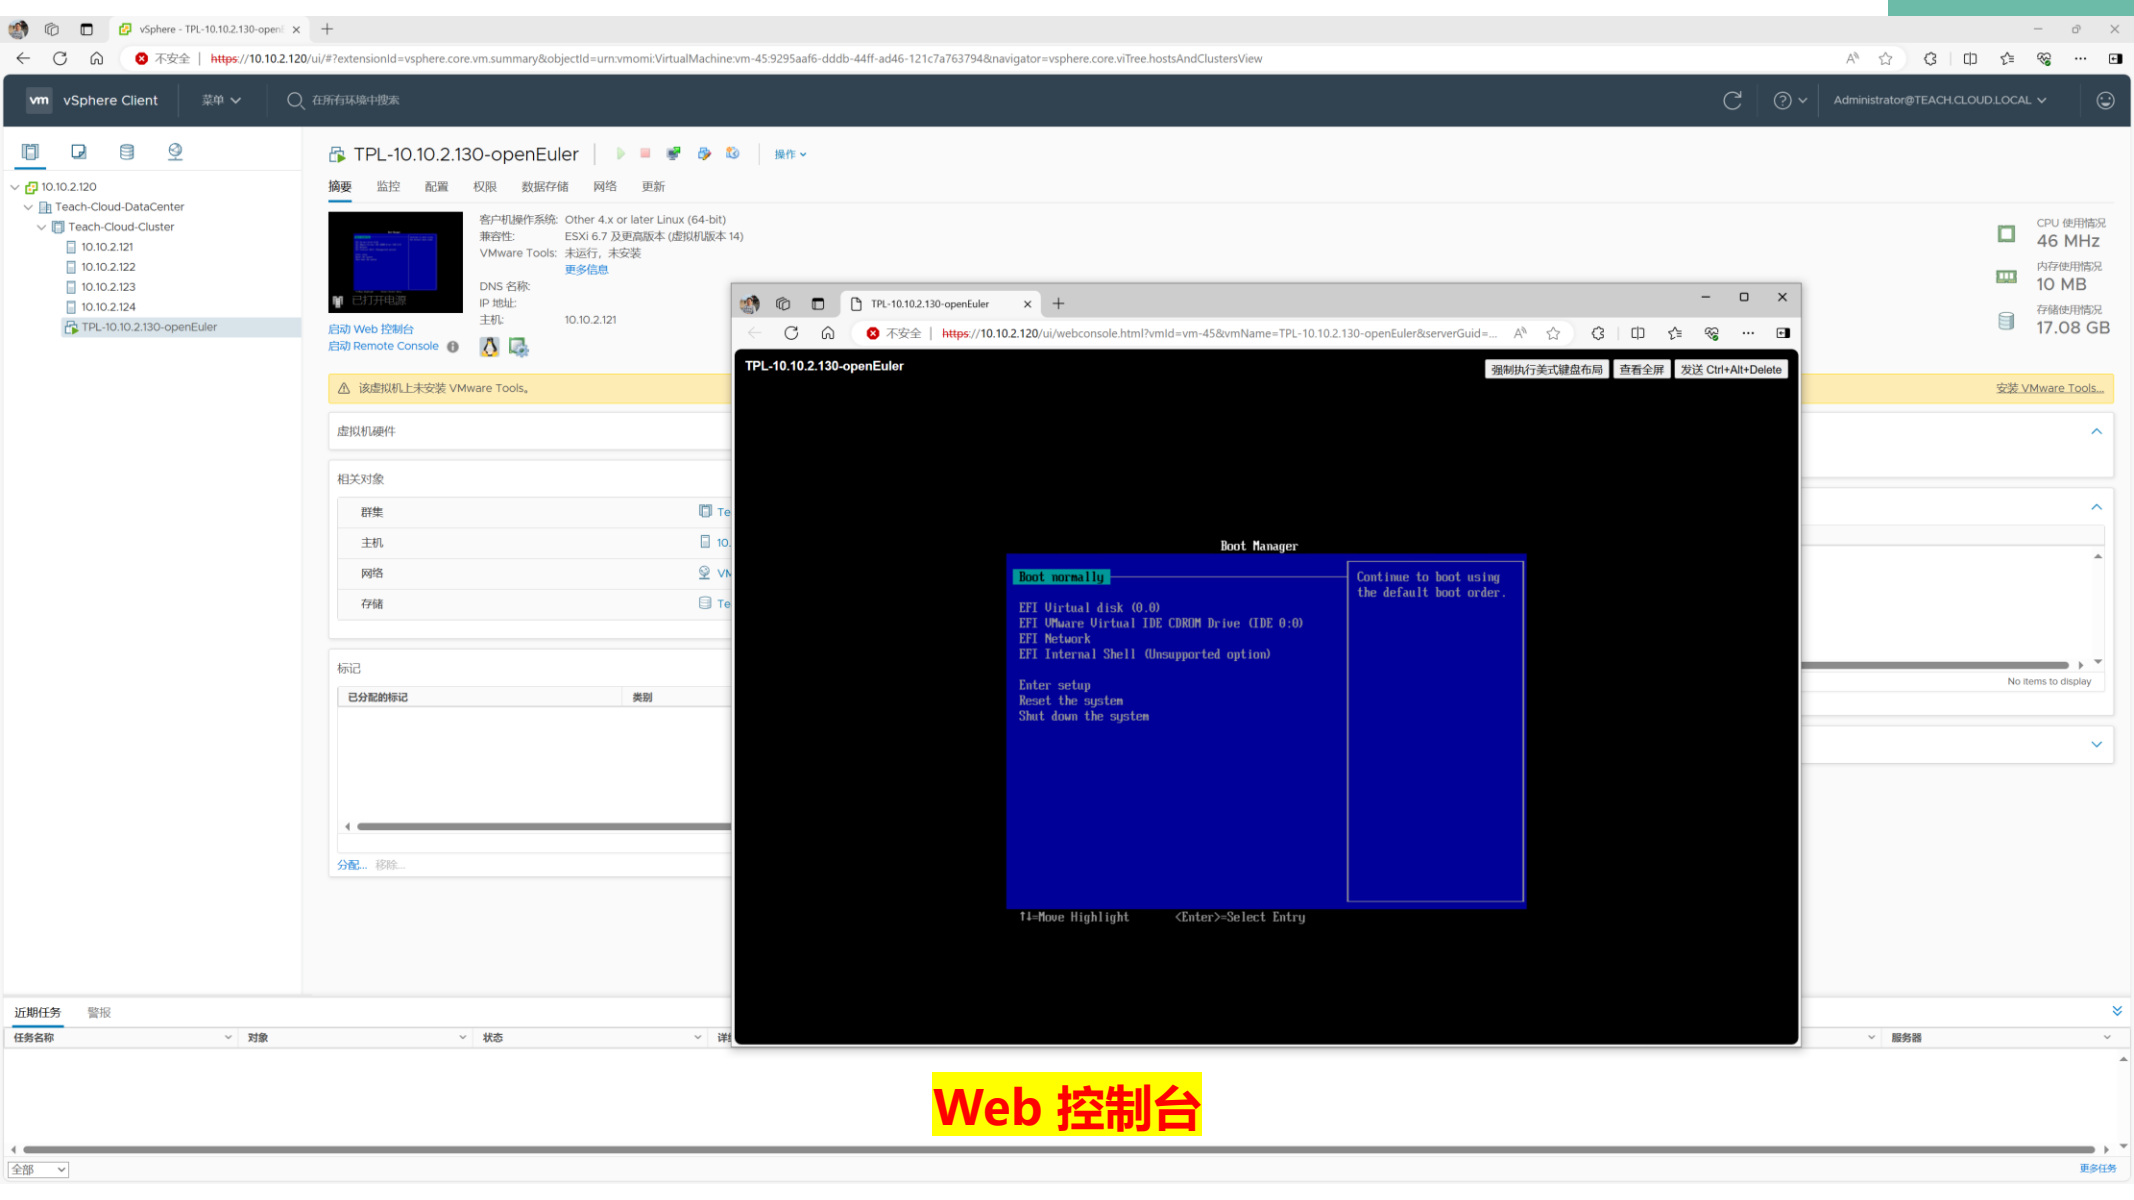 vSphere - TPL-10.10.2.130-open
不安全 | https://10.10.2.120/ui/#?extensionId=vsphere.core.vm.summary&objectId=urn:vmomi:VirtualMachine:vm-45:9295aaf6-dddb-44ff-ad46-121c7a763794&navigator=vsphere.core.viTree.hostsAndClustersView
vm vSphere Client 菜单 在所有环境中搜索 Administrator@TEACH.CLOUD.LOCAL
TPL-10.10.2.130-openEuler 操作
摘要 监控 配置 权限 数据存储 网络 更新
10.10.2.120
Teach-Cloud-DataCenter
Teach-Cloud-Cluster
10.10.2.121
10.10.2.122
10.10.2.123
10.10.2.124
TPL-10.10.2.130-openEuler
已打开电源
启动 Web 控制台
启动 Remote Console
客户机操作系统: Other 4.x or later Linux (64-bit)
兼容性: ESXi 6.7 及更高版本 (虚拟机版本 14)
VMware Tools: 未运行，未安装
更多信息
DNS 名称:
IP 地址:
主机: 10.10.2.121
CPU 使用情况
46 MHz
内存使用情况
10 MB
存储使用情况
17.08 GB
该虚拟机上未安装 VMware Tools。
安装 VMware Tools...
虚拟机硬件
相关对象
群集 Te
主机 10.
网络 VM
存储 Te
标记
已分配的标记 类别
分配... 移除...
No items to display
TPL-10.10.2.130-openEuler
不安全 | https://10.10.2.120/ui/webconsole.html?vmId=vm-45&vmName=TPL-10.10.2.130-openEuler&serverGuid=...
TPL-10.10.2.130-openEuler 强制执行美式键盘布局 查看全屏 发送 Ctrl+Alt+Delete
Boot Manager
Boot normally
EFI Virtual disk (0.0)
EFI VMware Virtual IDE CDROM Drive (IDE 0:0)
EFI Network
EFI Internal Shell (Unsupported option)
Enter setup
Reset the system
Shut down the system
Continue to boot using
the default boot order.
↑↓=Move Highlight <Enter>=Select Entry
近期任务 警报
任务名称 对象 状态 服务器
Web 控制台
全部 更多任务